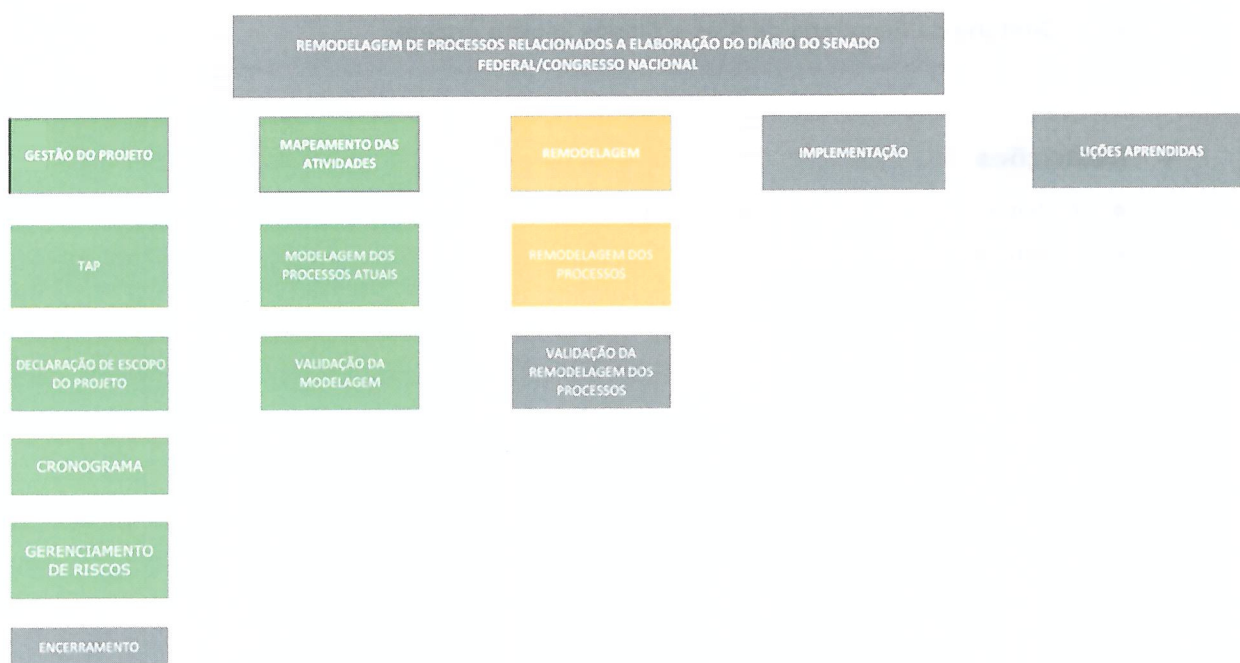 REMODELAGEM DE PROCESSOS RELACIONADOS A ELABORAÇÃO DO DIÁRIO DO SENADO
FEDERAL/CONGRESSO NACIONAL
GESTÃO DO PROJETO
MAPEAMENTO DAS
ATIVIDADES
REMODELAGEM
IMPLEMENTAÇÃO
LIÇÕES APRENDIDAS
TAP
MODELAGEM DOS
PROCESSOS ATUAIS
REMODELAGEM DOS
PROCESSOS
DECLARAÇÃO DE ESCOPO
DO PROJETO
VALIDAÇÃO DA
MODELAGEM
VALIDAÇÃO DA
REMODELAGEM DOS
PROCESSOS
CRONOGRAMA
GERENCIAMENTO
DE RISCOS
ENCERRAMENTO